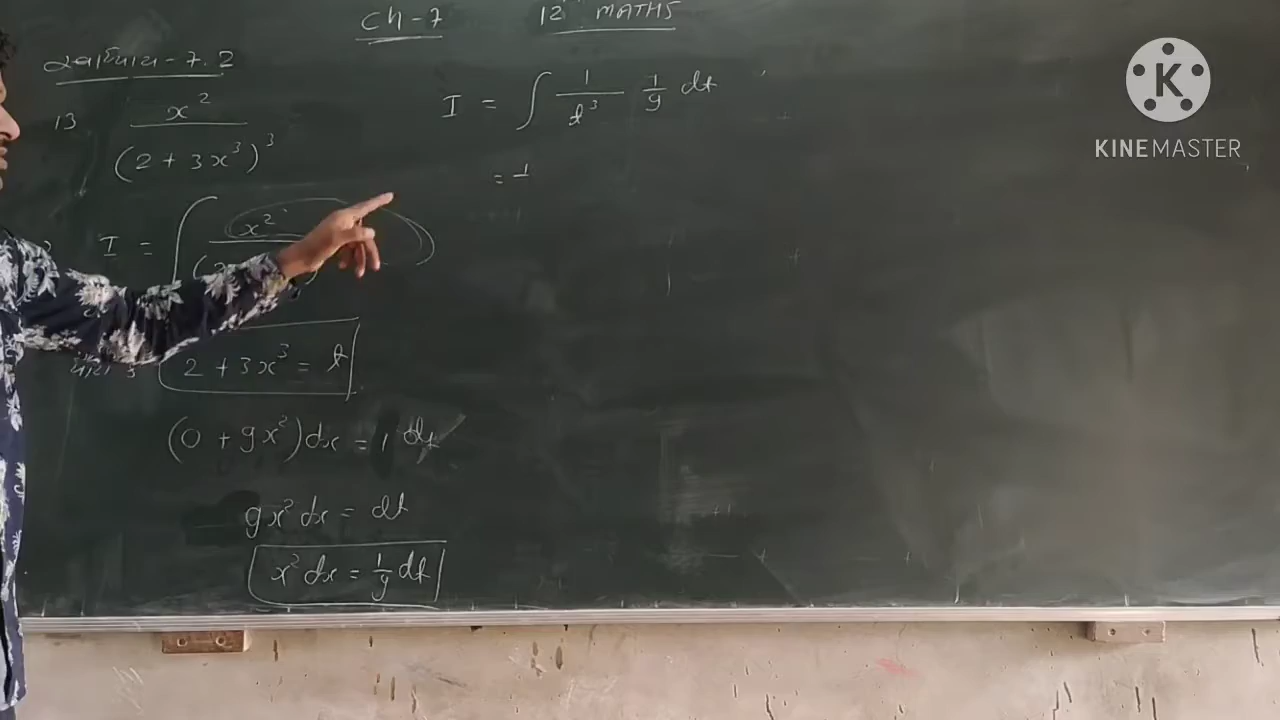 Ch-7 12 MATHS
સ્વાધ્યાય-7.2
13 x² / (2 + 3x³)³
I = ∫ x²
2 + 3x³ = t
(0 + 9x²)dx = 1 dt
9x² dx = dt
x² dx = 1/9 dt
I = ∫ 1/t³ 1/9 dt
= 1
K
KINEMASTER